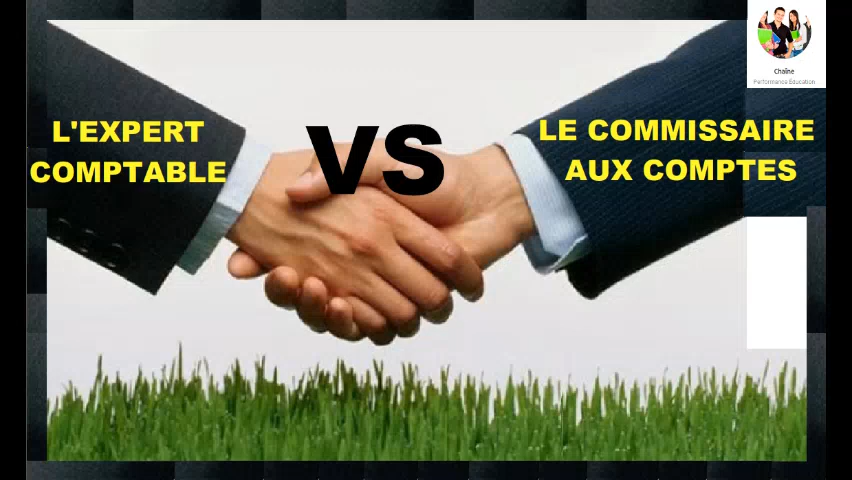 Chaîne
Performance Éducation
L'EXPERT
COMPTABLE
VS
LE COMMISSAIRE
AUX COMPTES